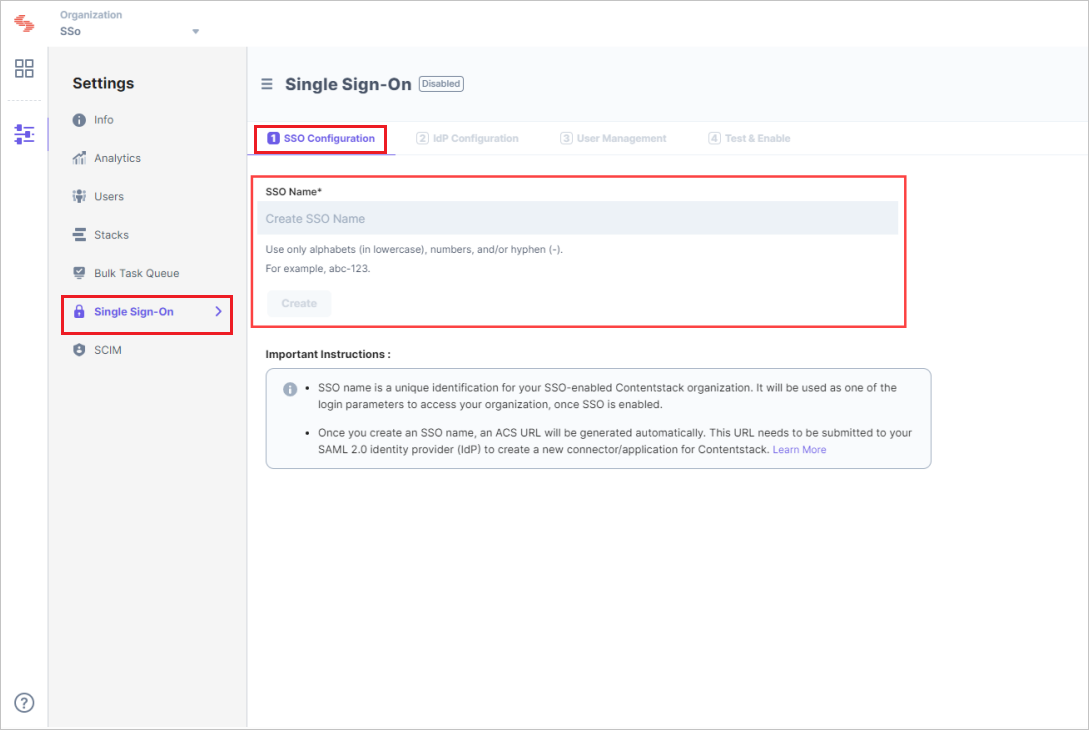 Organization
SSo
Settings
Info
Analytics
Users
Stacks
Bulk Task Queue
Single Sign-On
SCIM
Single Sign-On Disabled
1 SSO Configuration 2 IdP Configuration 3 User Management 4 Test & Enable
SSO Name*
Create SSO Name
Use only alphabets (in lowercase), numbers, and/or hyphen (-).
For example, abc-123.
Create
Important Instructions :
• SSO name is a unique identification for your SSO-enabled Contentstack organization. It will be used as one of the
login parameters to access your organization, once SSO is enabled.
• Once you create an SSO name, an ACS URL will be generated automatically. This URL needs to be submitted to your
SAML 2.0 identity provider (IdP) to create a new connector/application for Contentstack. Learn More